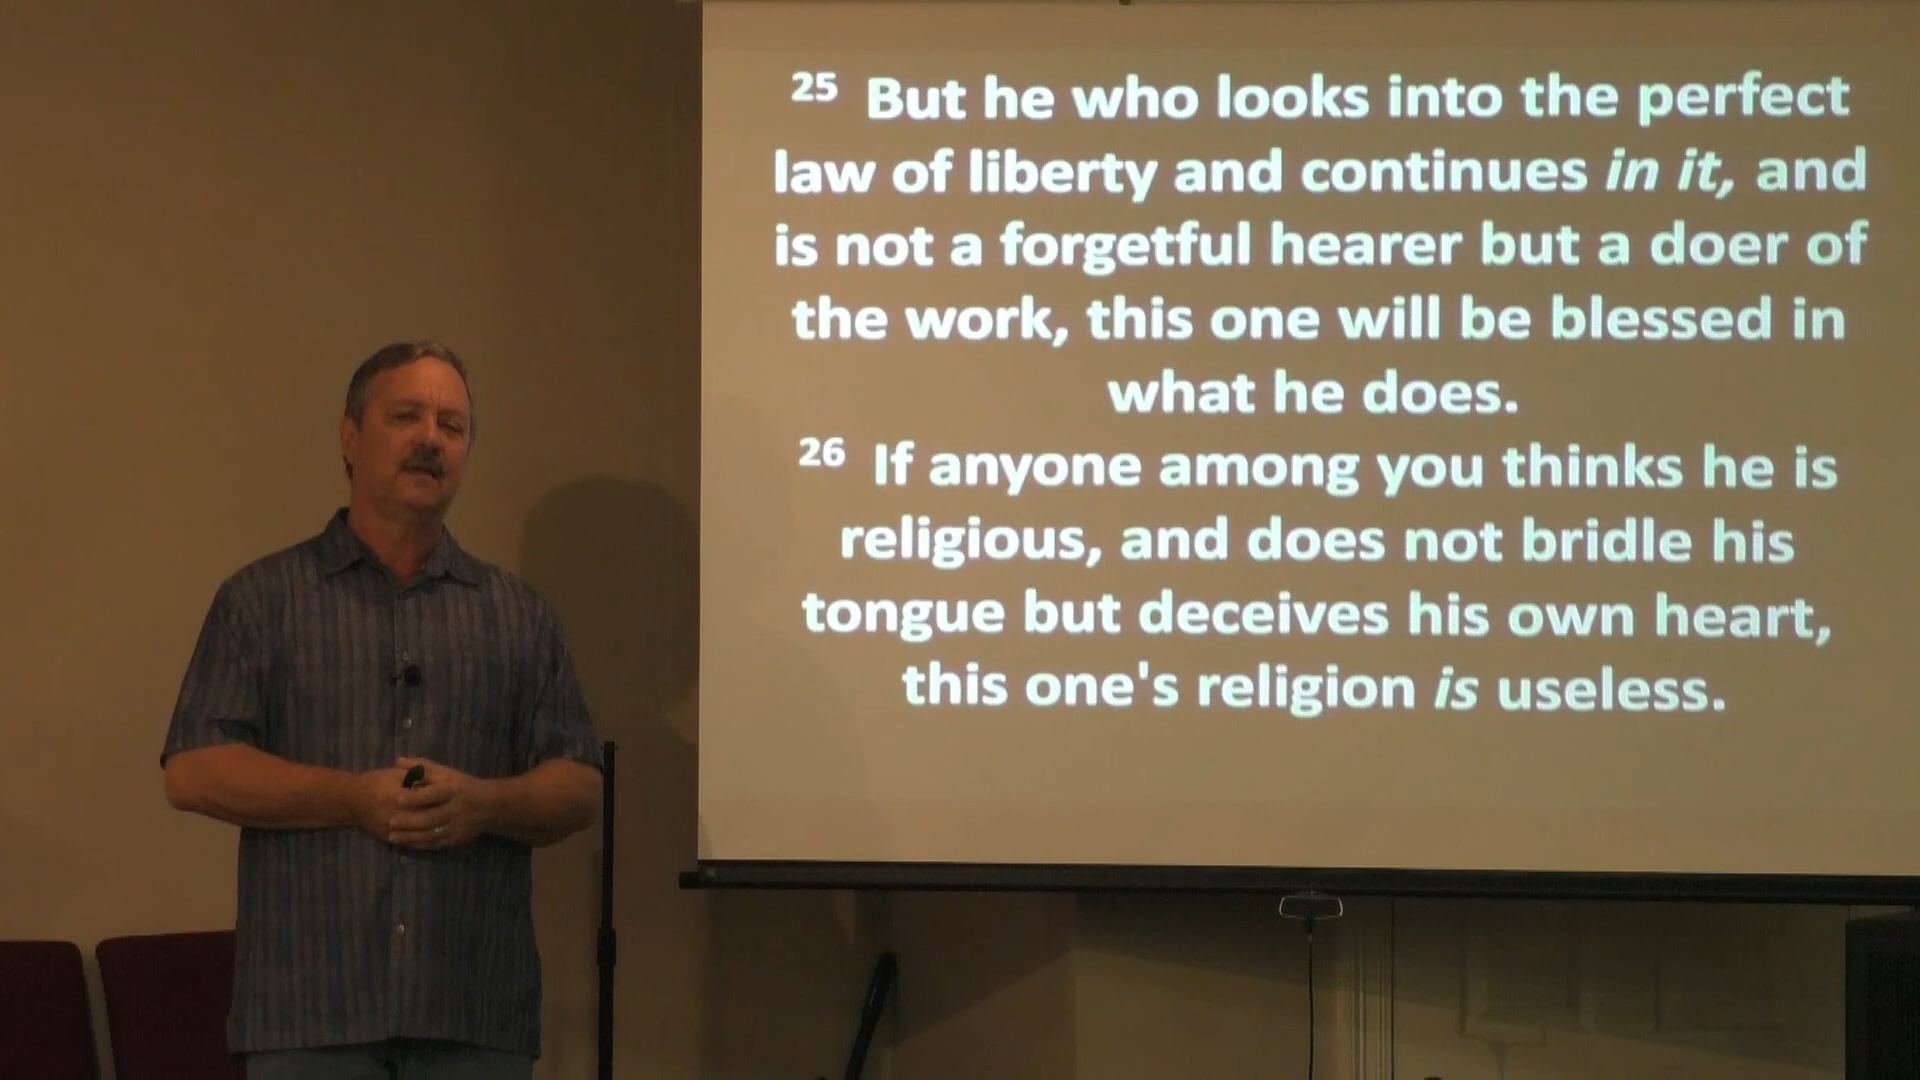 25 But he who looks into the perfect
law of liberty and continues in it, and
is not a forgetful hearer but a doer of
the work, this one will be blessed in
what he does.
26 If anyone among you thinks he is
religious, and does not bridle his
tongue but deceives his own heart,
this one's religion is useless.